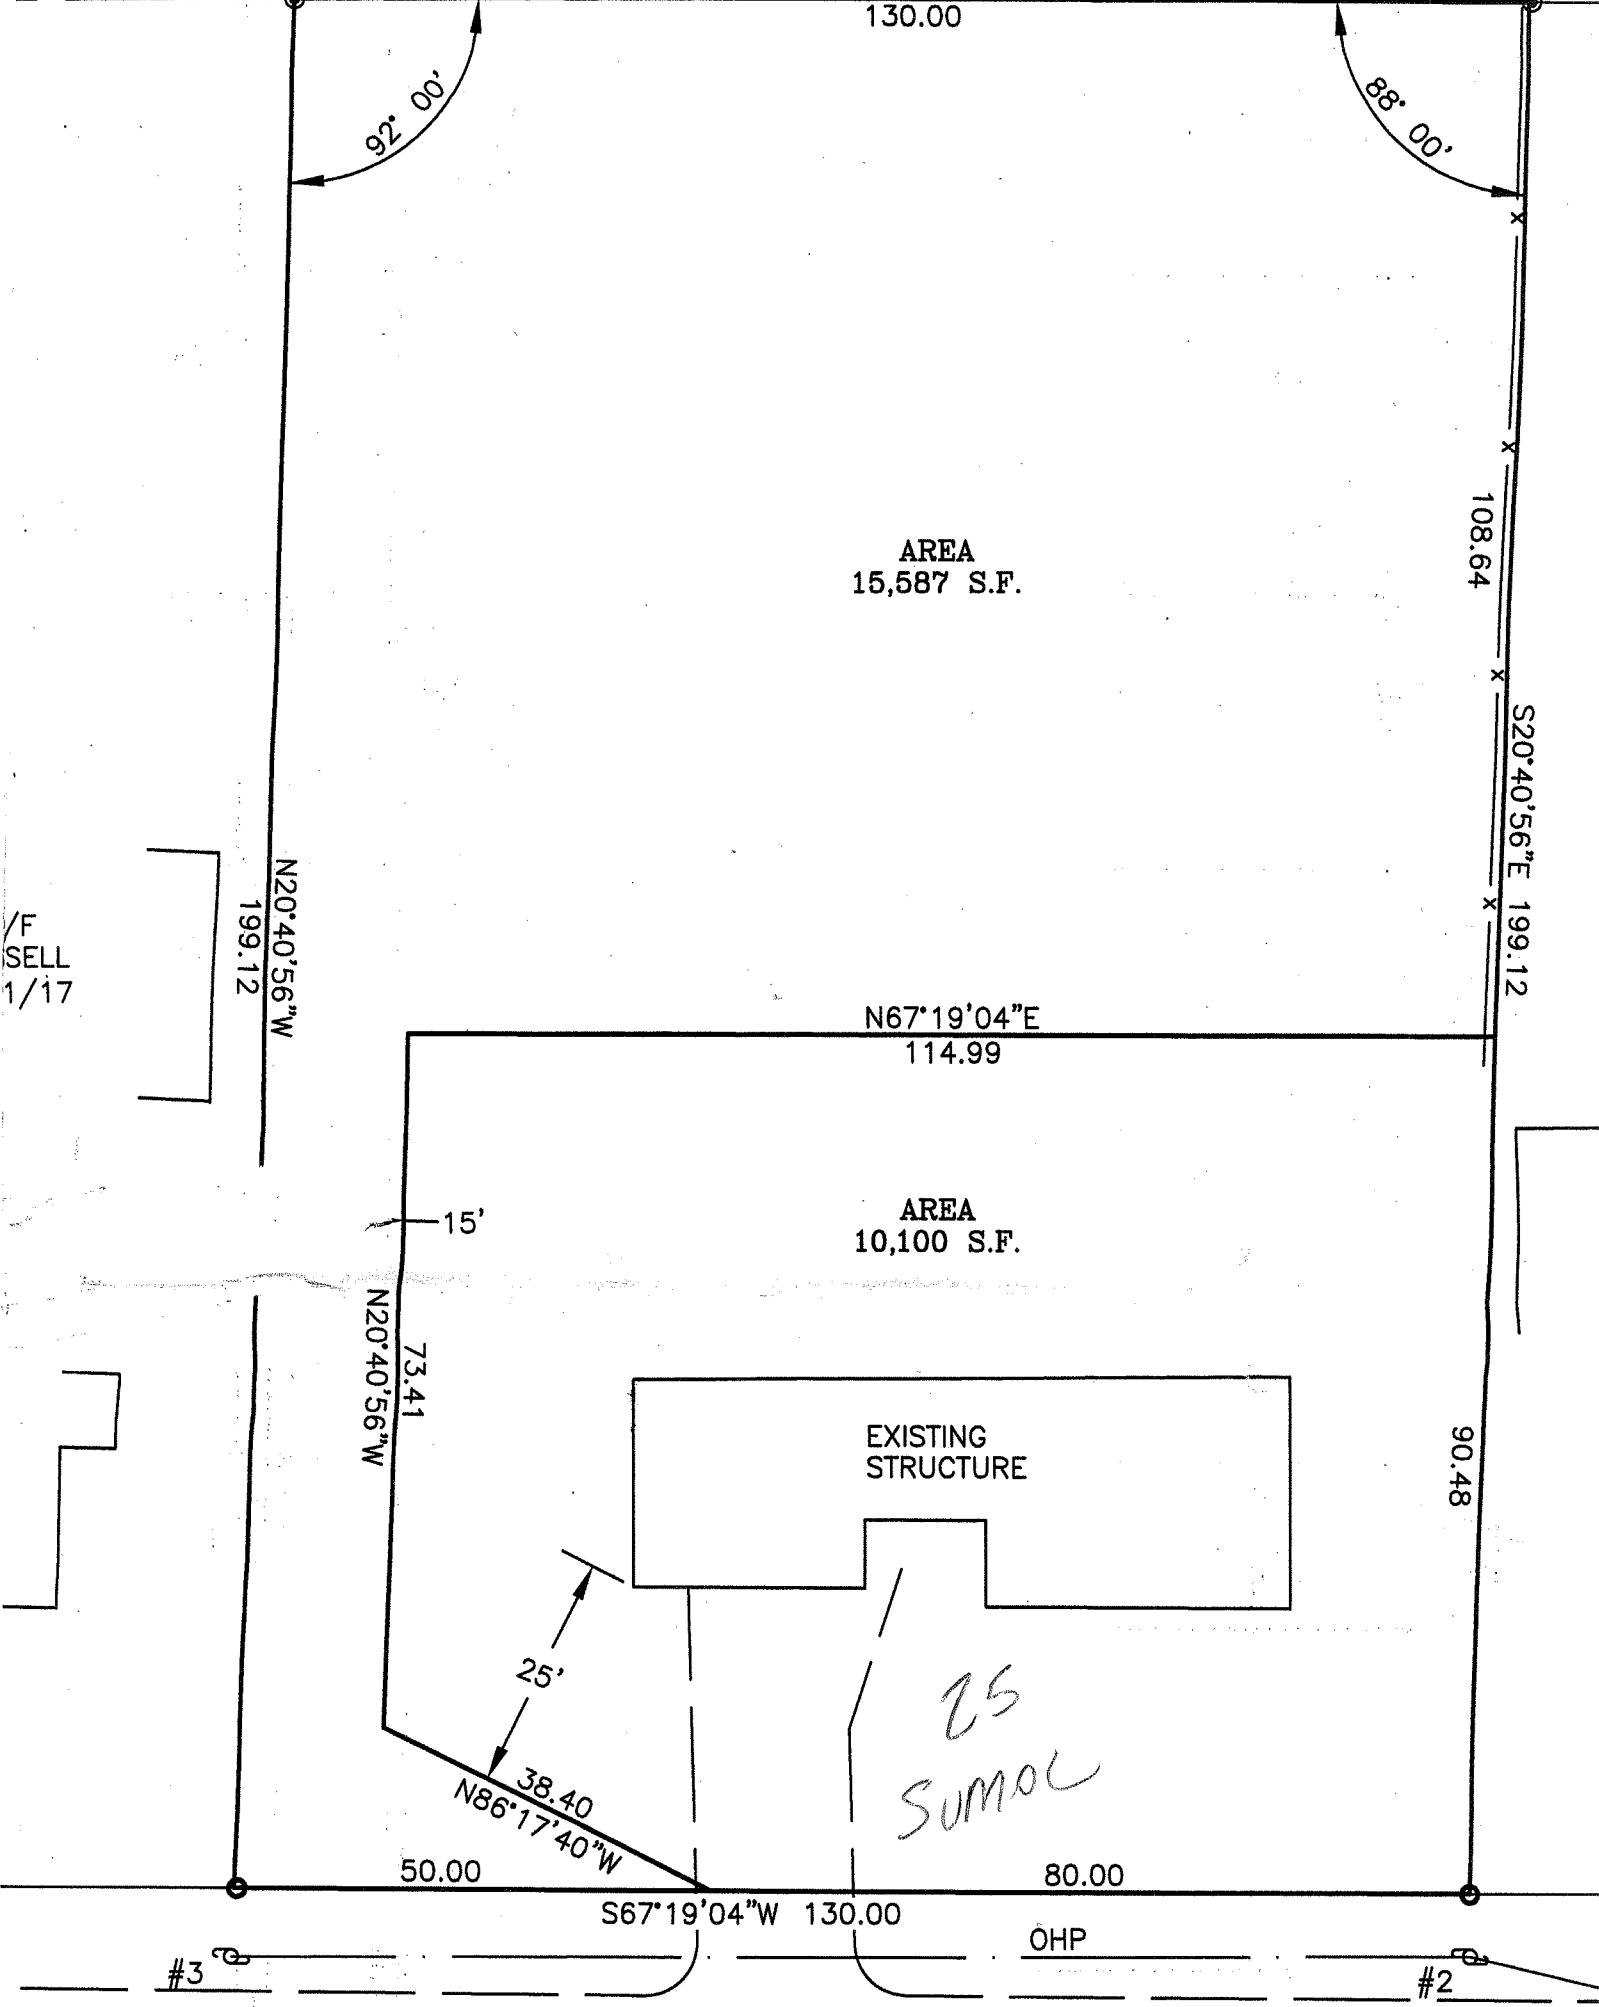 130.00
92° 00'
88° 00'
AREA
15,587 S.F.
108.64
S20°40'56"E 199.12
N20°40'56"W
199.12
/F
SELL
1/17
N67°19'04"E
114.99
15'
AREA
10,100 S.F.
73.41
N20°40'56"W
EXISTING
STRUCTURE
90.48
25'
25
38.40
N86°17'40"W
50.00
80.00
S67°19'04"W 130.00
OHP
#3
#2